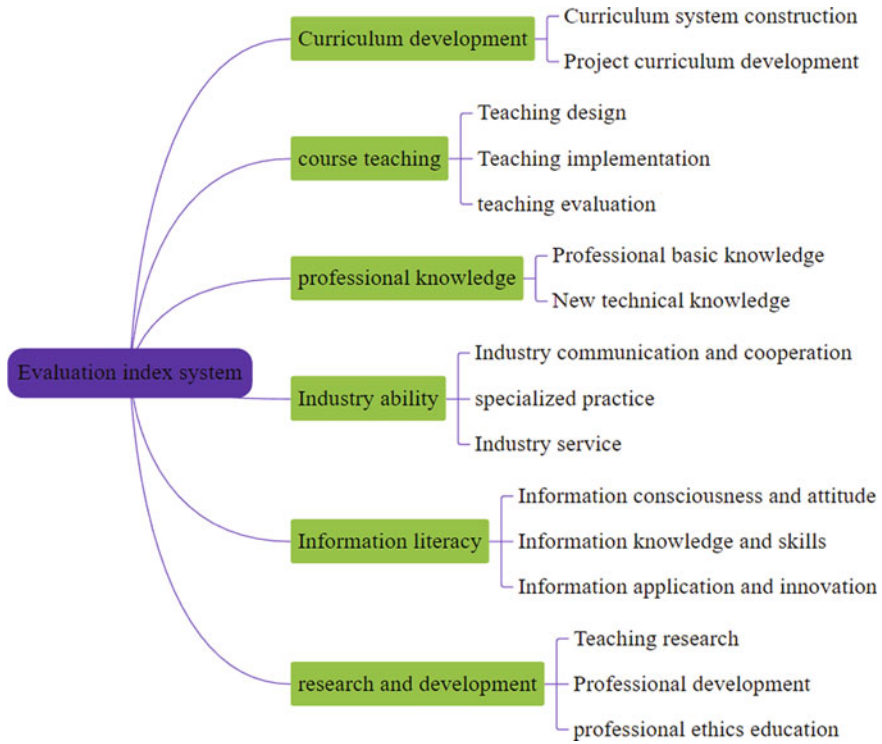 Evaluation index system
Curriculum development
Curriculum system construction
Project curriculum development
course teaching
Teaching design
Teaching implementation
teaching evaluation
professional knowledge
Professional basic knowledge
New technical knowledge
Industry ability
Industry communication and cooperation
specialized practice
Industry service
Information literacy
Information consciousness and attitude
Information knowledge and skills
Information application and innovation
research and development
Teaching research
Professional development
professional ethics education